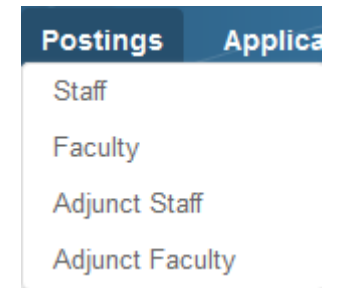 Postings Applica
Staff
Faculty
Adjunct Staff
Adjunct Faculty